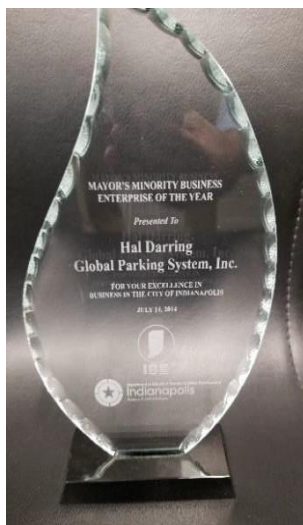 MAYOR'S MINORITY BUSINESS
ENTERPRISE OF THE YEAR
Presented To
Hal Darring
Global Parking System, Inc.
FOR YOUR EXCELLENCE IN
BUSINESS IN THE CITY OF INDIANAPOLIS
JULY 2014
Indianapolis